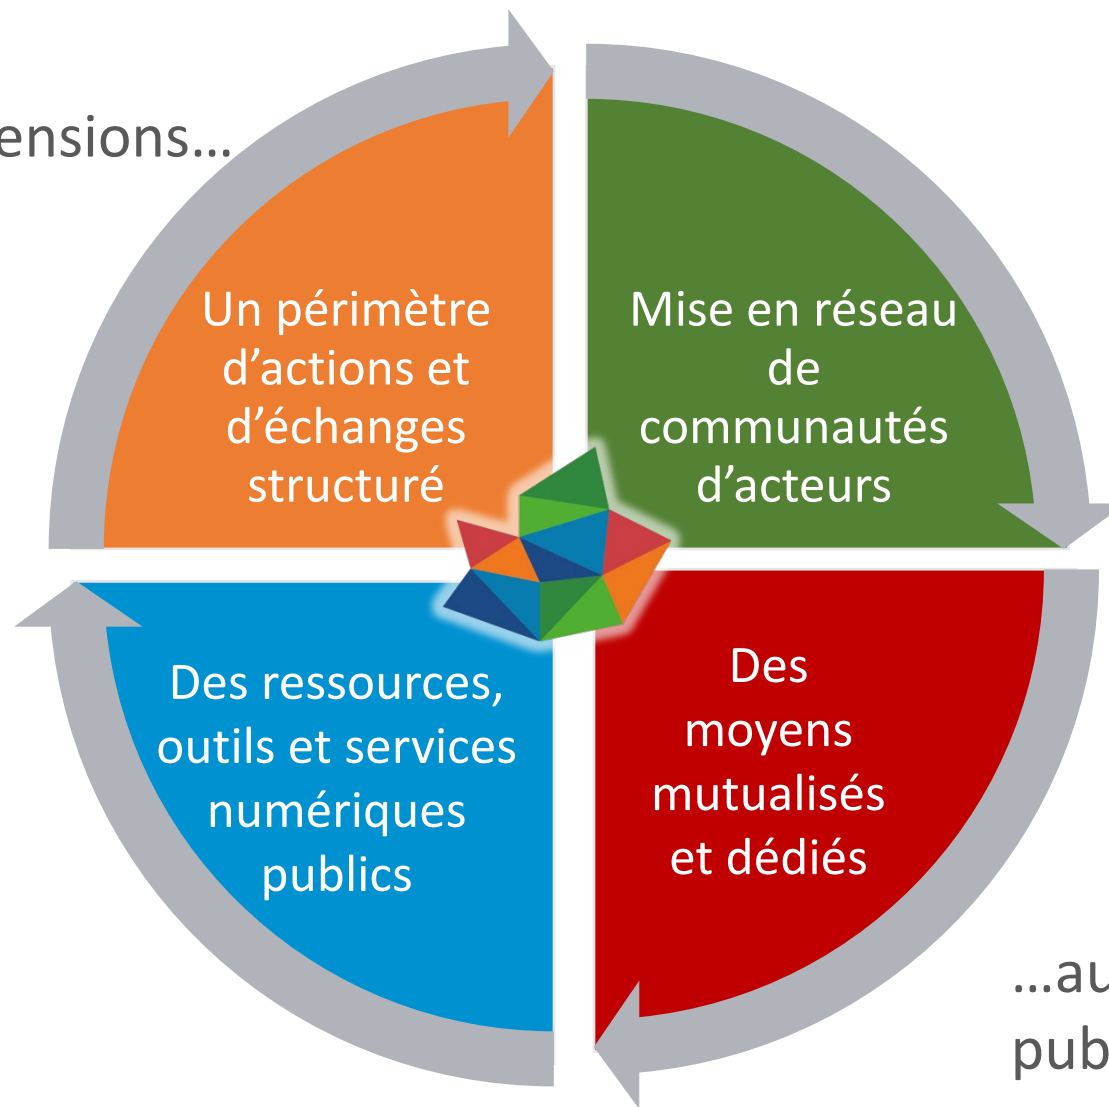 ensions...
Un périmètre
d’actions et
d’échanges
structuré
Mise en réseau
de
communautés
d’acteurs
Des ressources,
outils et services
numériques
publics
Des
moyens
mutualisés
et dédiés
...au
pub